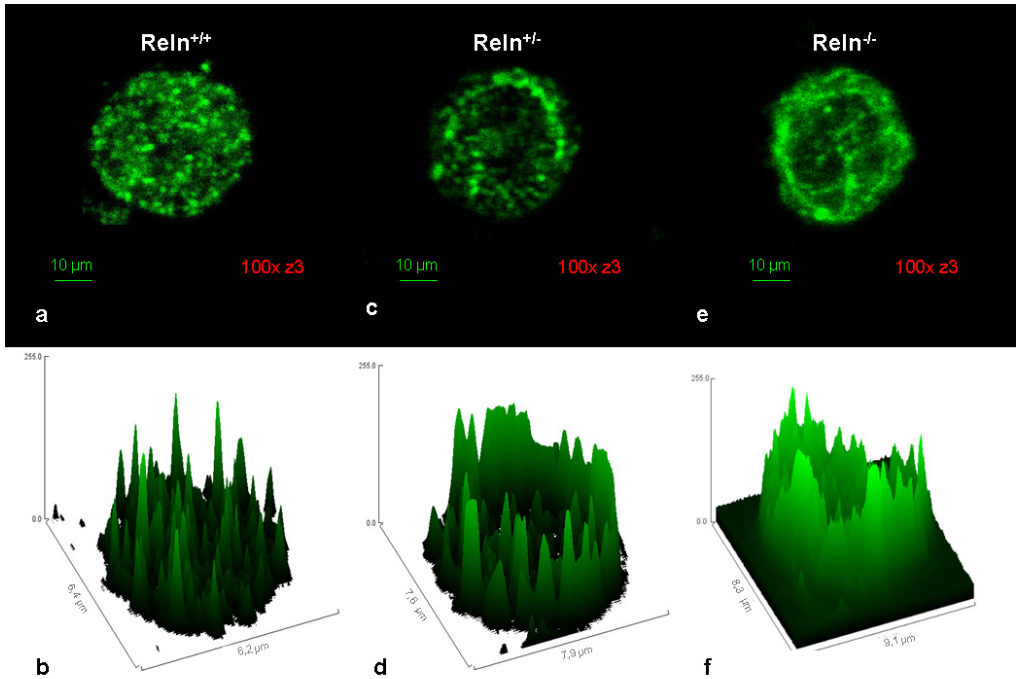 Reln+/+
Reln+/-
Reln-/-
10 µm
100x z3
10 µm
100x z3
10 µm
100x z3
a
c
e
255.0
0.0
6,4 µm
6,2 µm
b
255.0
0.0
7,6 µm
7,9 µm
d
255.0
0.0
8,3 µm
9,1 µm
f